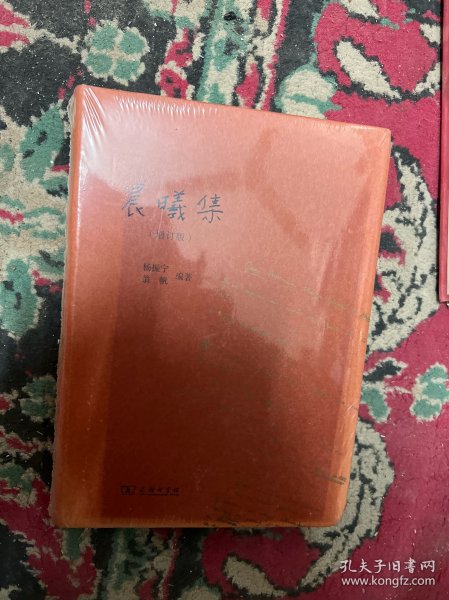 晨曦集
（增订版）
杨振宁
翁帆 编著
商务印书馆
孔夫子旧书网
www.kongfz.com